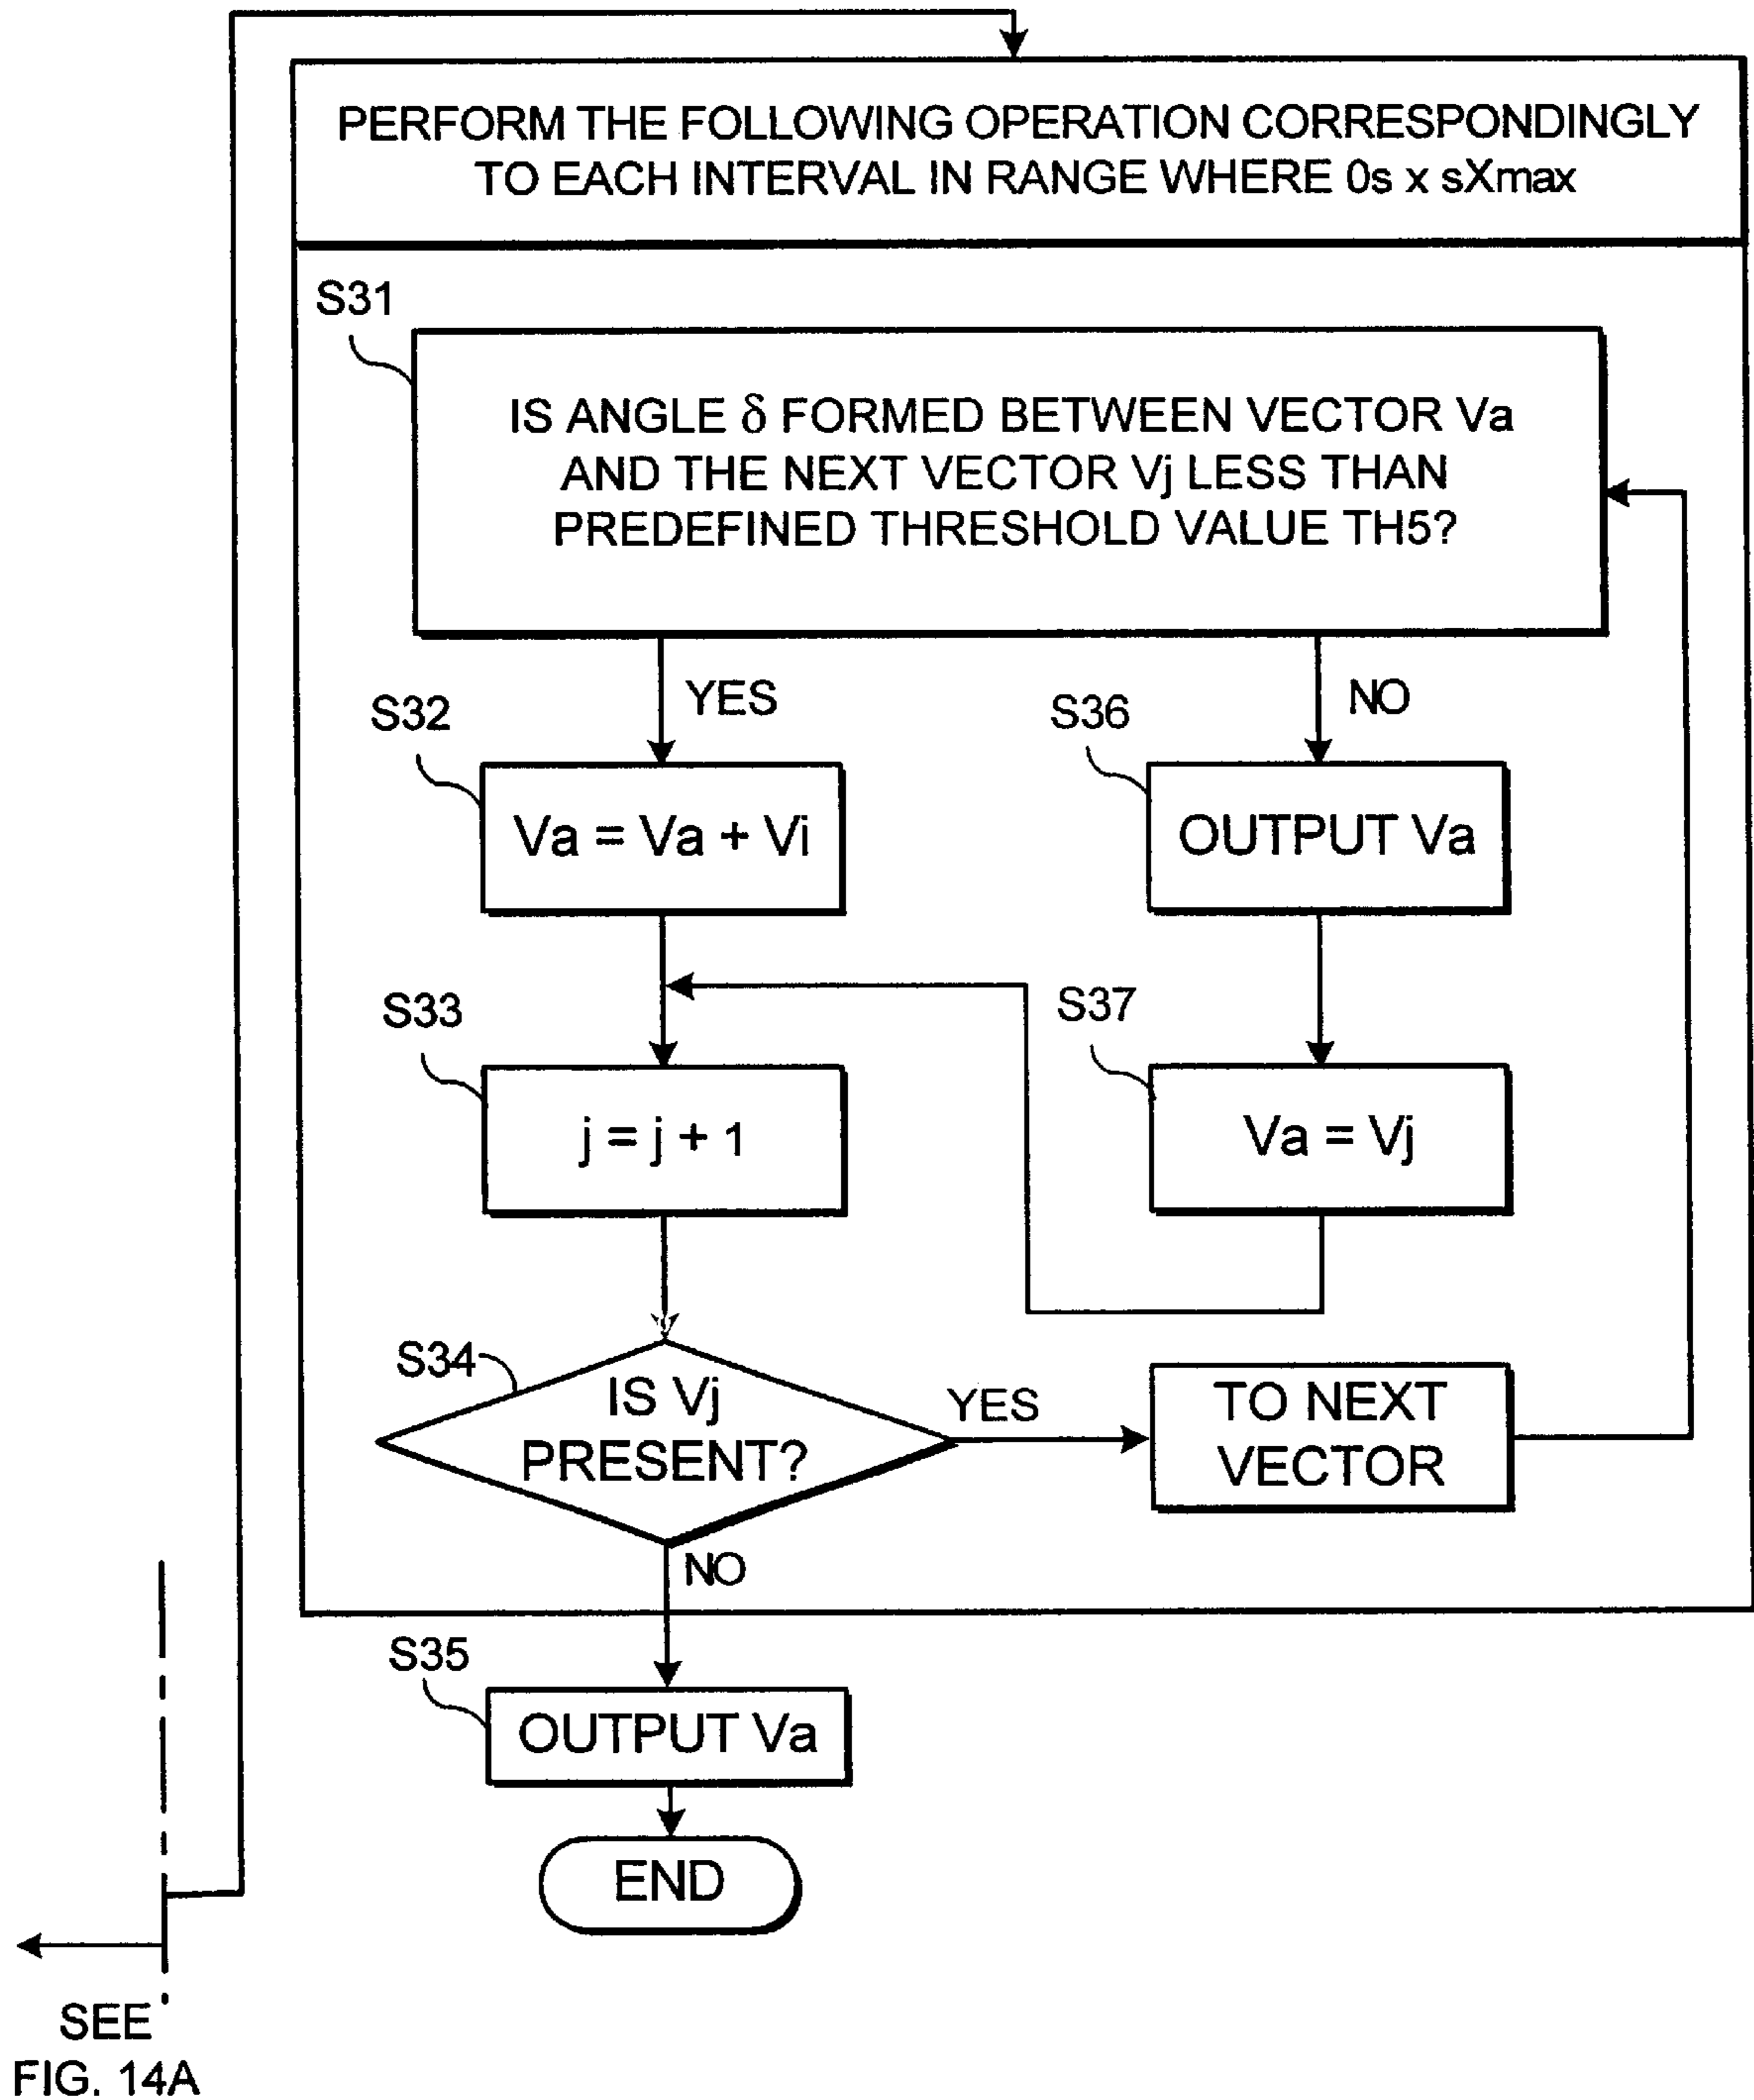 PERFORM THE FOLLOWING OPERATION CORRESPONDINGLY
TO EACH INTERVAL IN RANGE WHERE 0s x sXmax
S31
IS ANGLE δ FORMED BETWEEN VECTOR Va
AND THE NEXT VECTOR Vj LESS THAN
PREDEFINED THRESHOLD VALUE TH5?
YES
NO
S32
Va = Va + Vi
S36
OUTPUT Va
S33
j = j + 1
S37
Va = Vj
S34
IS Vj
PRESENT?
YES
TO NEXT
VECTOR
NO
S35
OUTPUT Va
END
SEE
FIG. 14A